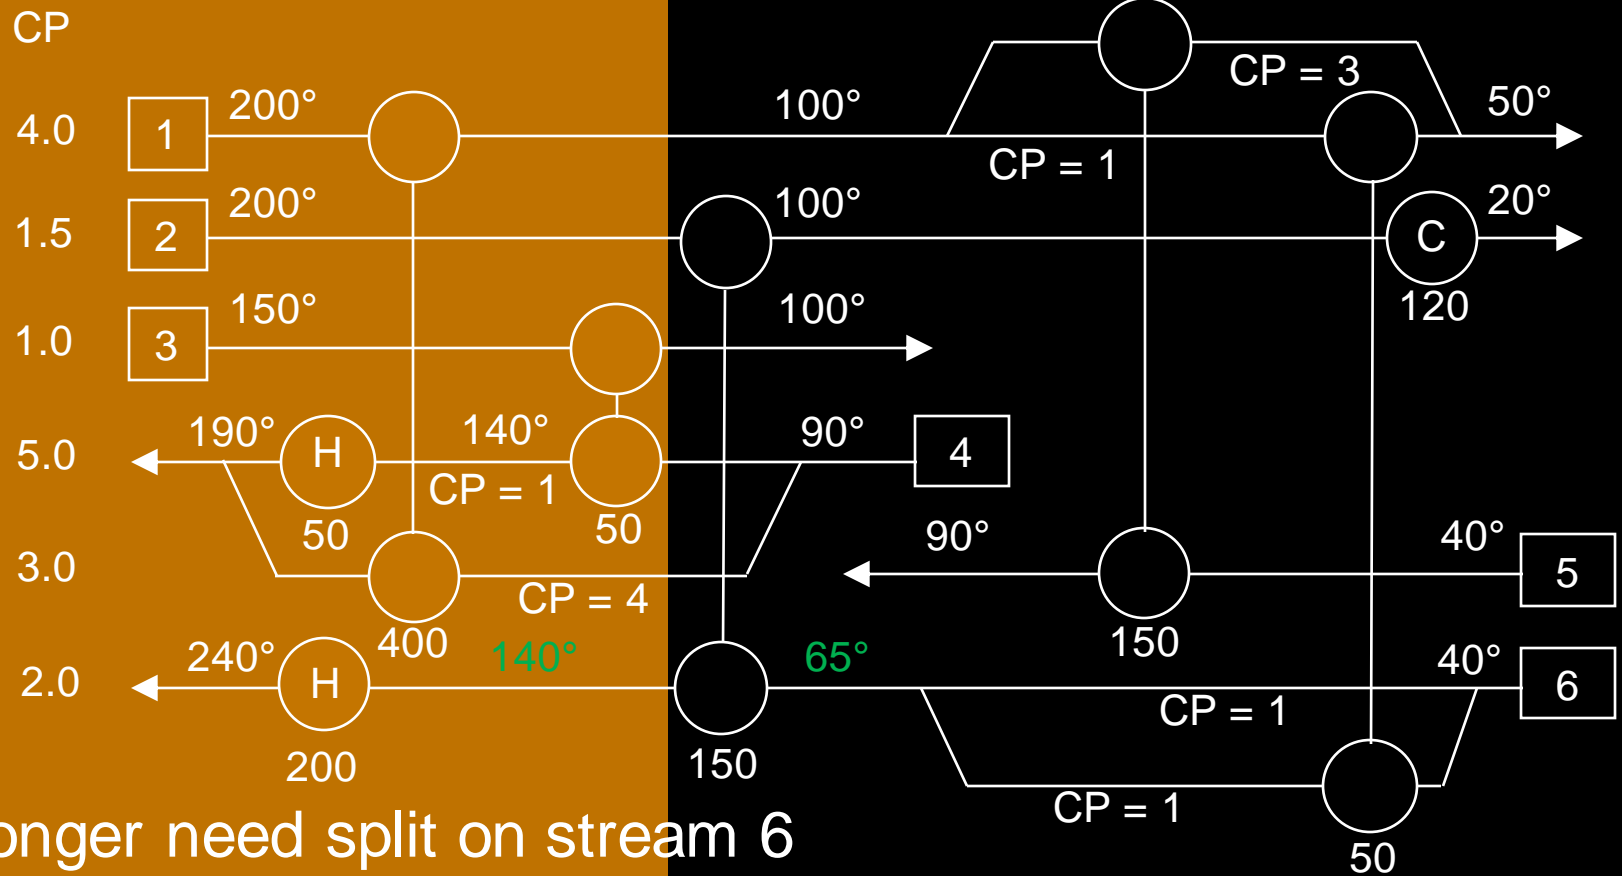 CP
CP = 3
4.0 1 200° 100° 50°
CP = 1
1.5 2 200° 100° C 20°
120
1.0 3 150° 100°
5.0 190° H 140° 90° 4
CP = 1
50 50
3.0 90° 40° 5
CP = 4
400 150
2.0 240° H 140° 65° 40° 6
CP = 1
200 150
CP = 1
onger need split on stream 6
50